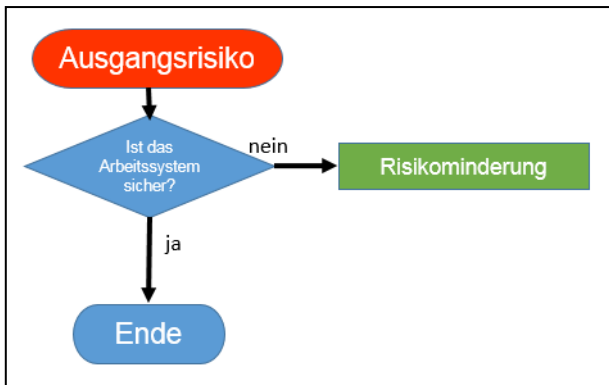 Ausgangsrisiko
Ist das
Arbeitssystem
sicher?
nein
Risikominderung
ja
Ende